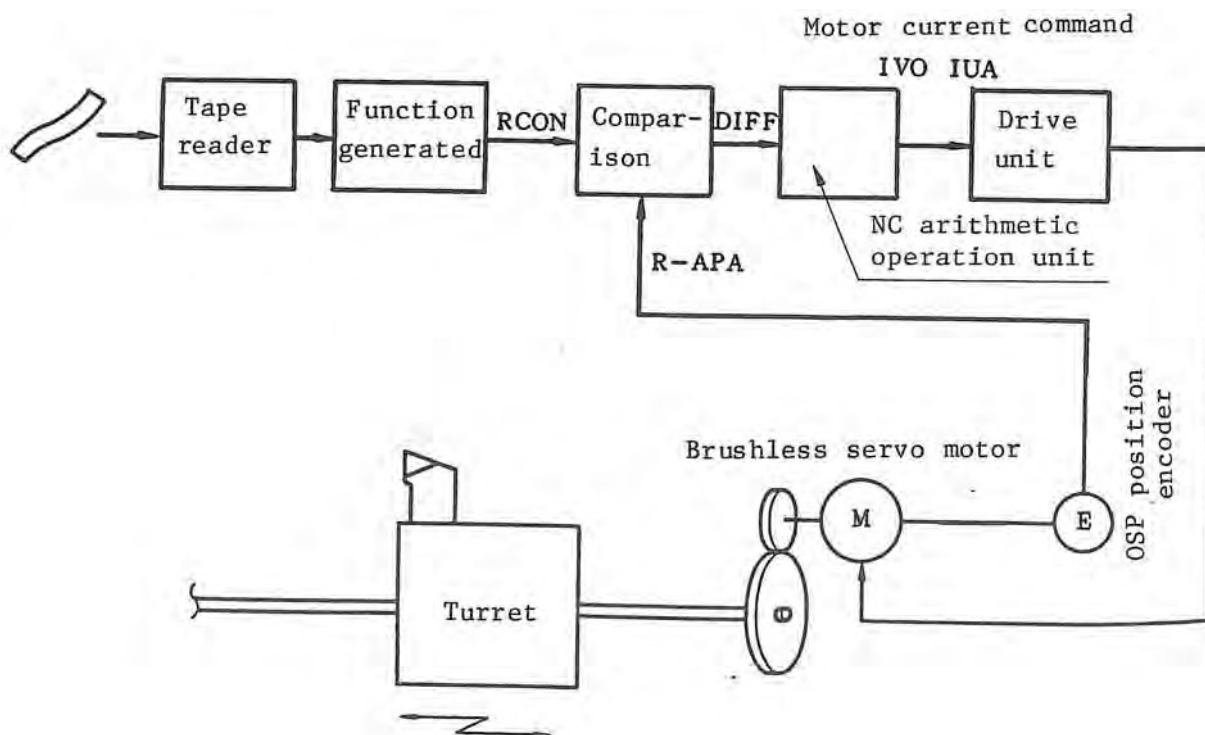 Motor current command
IVO IUA
Tape
reader
Function
generated
RCON
Compar-
ison
DIFF
Drive
unit
NC arithmetic
operation unit
R-APA
OSP position
encoder
Brushless servo motor
M
E
Turret